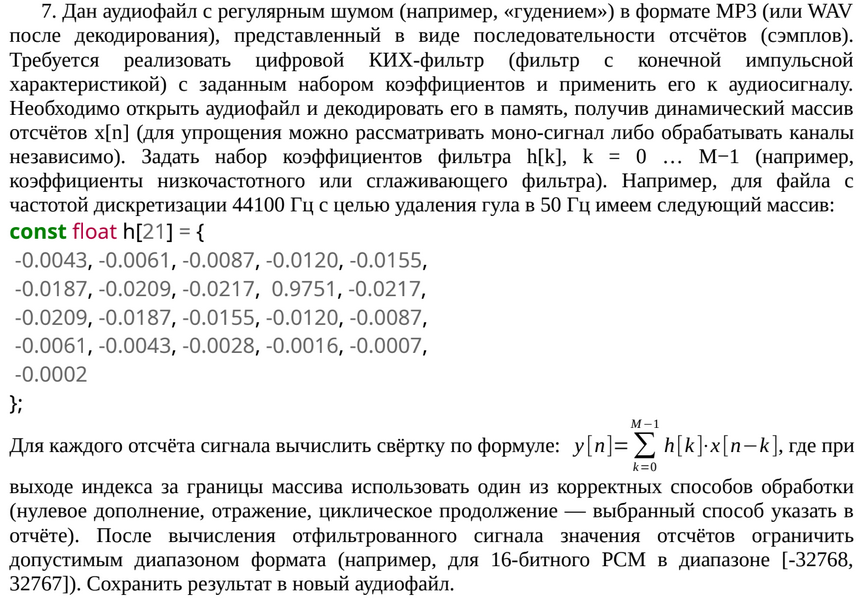 7. Дан аудиофайл с регулярным шумом (например, «гудением») в формате MP3 (или WAV
после декодирования), представленный в виде последовательности отсчётов (сэмплов).
Требуется реализовать цифровой КИХ-фильтр (фильтр с конечной импульсной
характеристикой) с заданным набором коэффициентов и применить его к аудиосигналу.
Необходимо открыть аудиофайл и декодировать его в память, получив динамический массив
отсчётов x[n] (для упрощения можно рассматривать моно-сигнал либо обрабатывать каналы
независимо). Задать набор коэффициентов фильтра h[k], k = 0 … M−1 (например,
коэффициенты низкочастотного или сглаживающего фильтра). Например, для файла с
частотой дискретизации 44100 Гц с целью удаления гула в 50 Гц имеем следующий массив:
const float h[21] = {
-0.0043, -0.0061, -0.0087, -0.0120, -0.0155,
-0.0187, -0.0209, -0.0217, 0.9751, -0.0217,
-0.0209, -0.0187, -0.0155, -0.0120, -0.0087,
-0.0061, -0.0043, -0.0028, -0.0016, -0.0007,
-0.0002
};
Для каждого отсчёта сигнала вычислить свёртку по формуле: y[n]=∑_{k=0}^{M−1} h[k]·x[n−k], где при
выходе индекса за границы массива использовать один из корректных способов обработки
(нулевое дополнение, отражение, циклическое продолжение — выбранный способ указать в
отчёте). После вычисления отфильтрованного сигнала значения отсчётов ограничить
допустимым диапазоном формата (например, для 16-битного PCM в диапазоне [-32768,
32767]). Сохранить результат в новый аудиофайл.